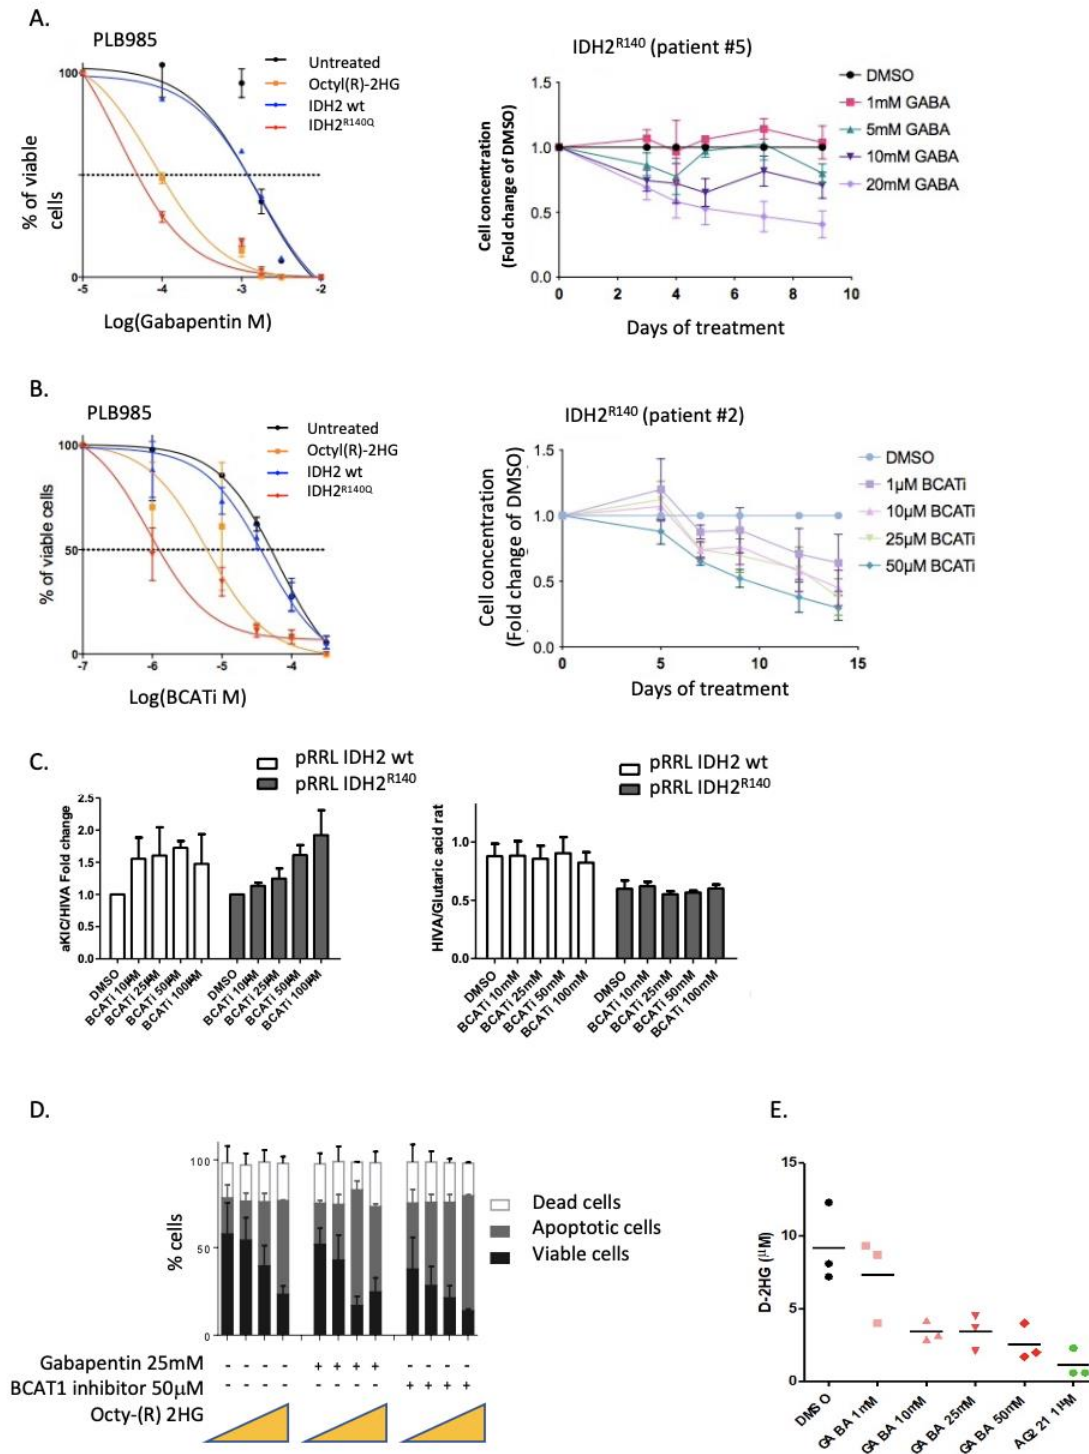 A.
PLB985
Untreated
Octyl(R)-2HG
IDH2 wt
IDH2R140Q
100
50
0
-5 -4 -3 -2
% of viable
cells
Log(Gabapentin M)
IDH2R140 (patient #5)
1.5
1.0
0.5
0.0
0 2 4 6 8 10
Cell concentration
(Fold change of DMSO)
Days of treatment
DMSO
1mM GABA
5mM GABA
10mM GABA
20mM GABA
B.
PLB985
Untreated
Octyl(R)-2HG
IDH2 wt
IDH2R140Q
100
50
0
-7 -6 -5 -4
% of viable cells
Log(BCATi M)
IDH2R140 (patient #2)
1.5
1.0
0.5
0.0
0 5 10 15
Cell concentration
(Fold change of DMSO)
Days of treatment
DMSO
1µM BCATi
10µM BCATi
25µM BCATi
50µM BCATi
C.
pRRL IDH2 wt
pRRL IDH2R140
2.5
2.0
1.5
1.0
0.5
0.0
aKIC/HIVA Fold change
DMSO
BCATi 10µM
BCATi 25µM
BCATi 50µM
BCATi 100µM
DMSO
BCATi 10µM
BCATi 25µM
BCATi 50µM
BCATi 100µM
pRRL IDH2 wt
pRRL IDH2R140
1.0
0.5
0.0
HIVA/Glutaric acid rat
DMSO
BCATi 10mM
BCATi 25mM
BCATi 50mM
BCATi 100mM
DMSO
BCATi 10mM
BCATi 25mM
BCATi 50mM
BCATi 100mM
D.
100
50
0
% cells
Dead cells
Apoptotic cells
Viable cells
Gabapentin 25mM - - - - + + + + - - - -
BCAT1 inhibitor 50µM - - - - - - - - + + + +
Octy-(R) 2HG
E.
15
10
5
0
D-2HG (µM)
DMSO
GABA 1mM
GABA 10mM
GABA 25mM
GABA 50mM
AG221 1µM